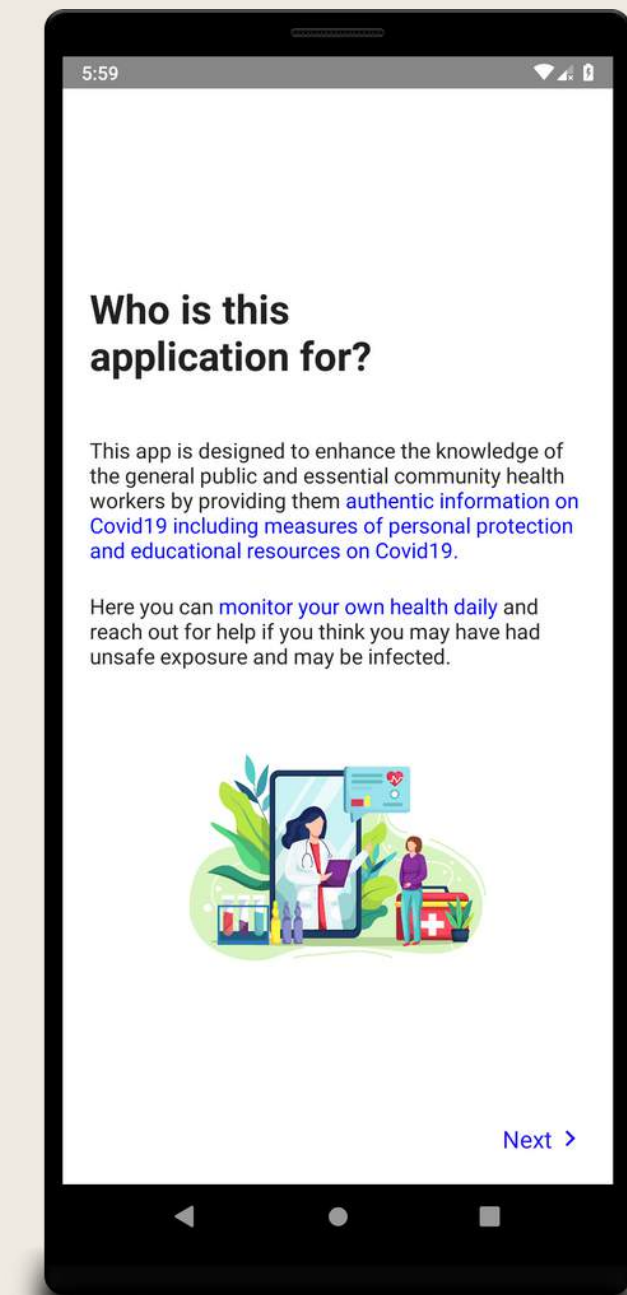 5:59
Who is this
application for?
This app is designed to enhance the knowledge of
the general public and essential community health
workers by providing them authentic information on
Covid19 including measures of personal protection
and educational resources on Covid19.
Here you can monitor your own health daily and
reach out for help if you think you may have had
unsafe exposure and may be infected.
Next >